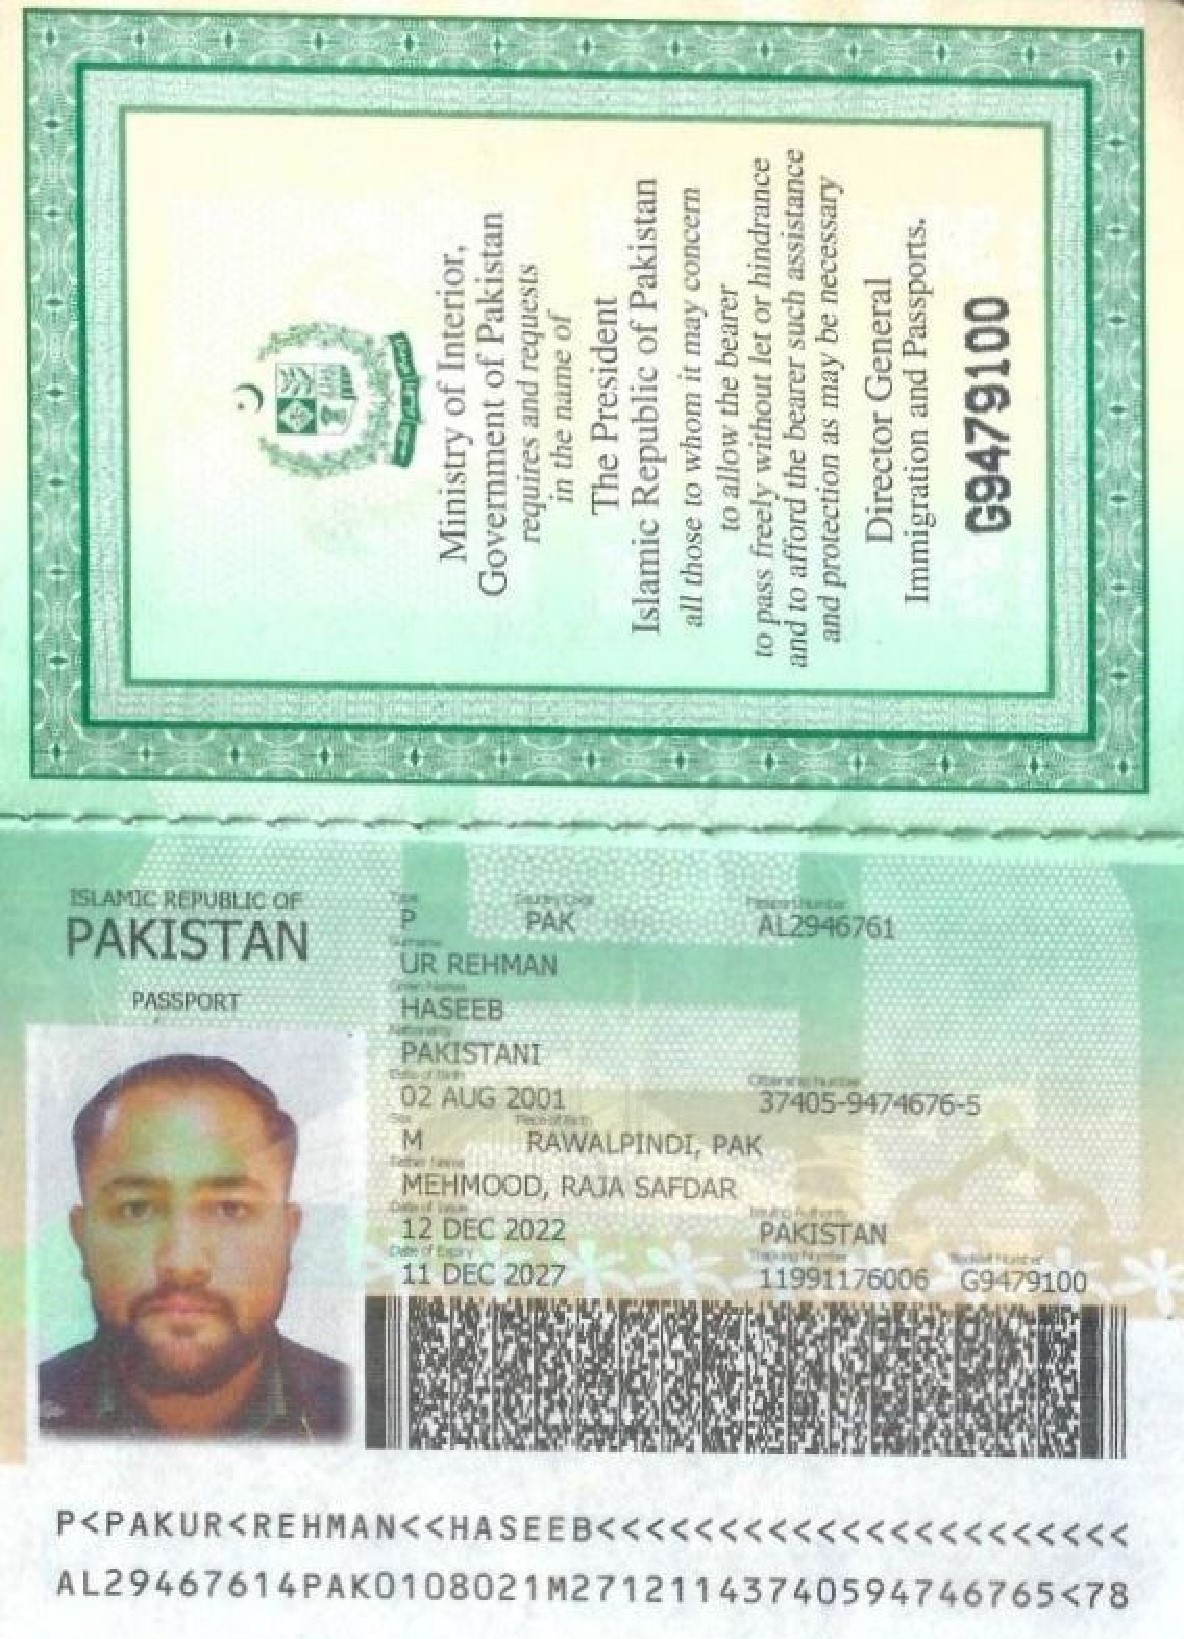 Ministry of Interior,
Government of Pakistan
requires and requests
in the name of
The President
Islamic Republic of Pakistan
all those to whom it may concern
to allow the bearer
to pass freely without let or hindrance
and to afford the bearer such assistance
and protection as may be necessary
Director General
Immigration and Passports.
G9479100
ISLAMIC REPUBLIC OF
PAKISTAN
PASSPORT
Type Country Code Passport Number
P PAK AL2946761
Surname
UR REHMAN
Given Names
HASEEB
Nationality
PAKISTANI
Date of Birth Citizenship Number
02 AUG 2001 37405-9474676-5
Sex Place of Birth
M RAWALPINDI, PAK
Father Name
MEHMOOD, RAJA SAFDAR
Date of Issue Issuing Authority
12 DEC 2022 PAKISTAN
Date of Expiry Tracking Number Booklet Number
11 DEC 2027 11991176006 G9479100
P<PAKUR<REHMAN<<HASEEB<<<<<<<<<<<<<<<<<<<<<<
AL29467614PAK0108021M2712114374059474​6765<78